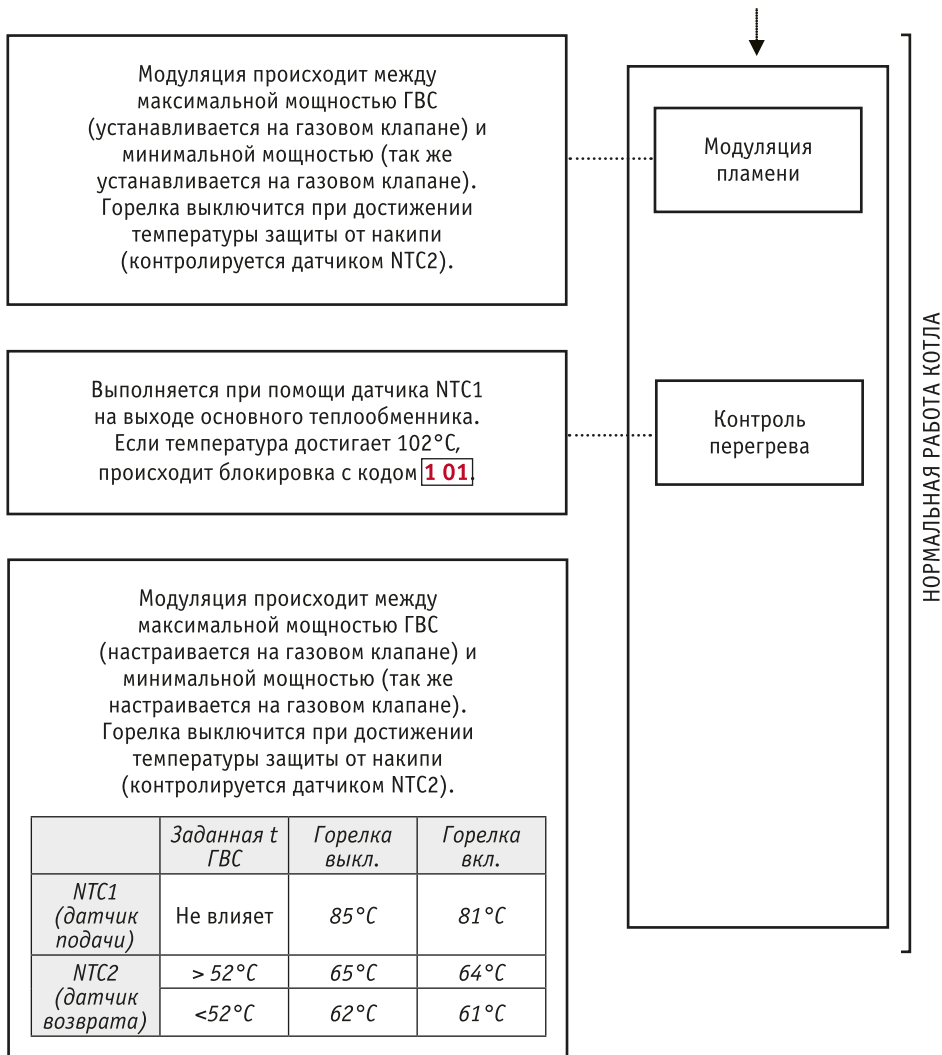 Модуляция происходит между
максимальной мощностью ГВС
(устанавливается на газовом клапане) и
минимальной мощностью (так же
устанавливается на газовом клапане).
Горелка выключится при достижении
температуры защиты от накипи
(контролируется датчиком NTC2).
Модуляция
пламени
Выполняется при помощи датчика NTC1
на выходе основного теплообменника.
Если температура достигает 102°C,
происходит блокировка с кодом 1 01.
Контроль
перегрева
НОРМАЛЬНАЯ РАБОТА КОТЛА
Модуляция происходит между
максимальной мощностью ГВС
(настраивается на газовом клапане) и
минимальной мощностью (так же
настраивается на газовом клапане).
Горелка выключится при достижении
температуры защиты от накипи
(контролируется датчиком NTC2).
Заданная t
ГВС
Горелка
выкл.
Горелка
вкл.
NTC1
(датчик
подачи)
Не влияет
85°C
81°C
NTC2
(датчик
возврата)
> 52°C
65°C
64°C
<52°C
62°C
61°C